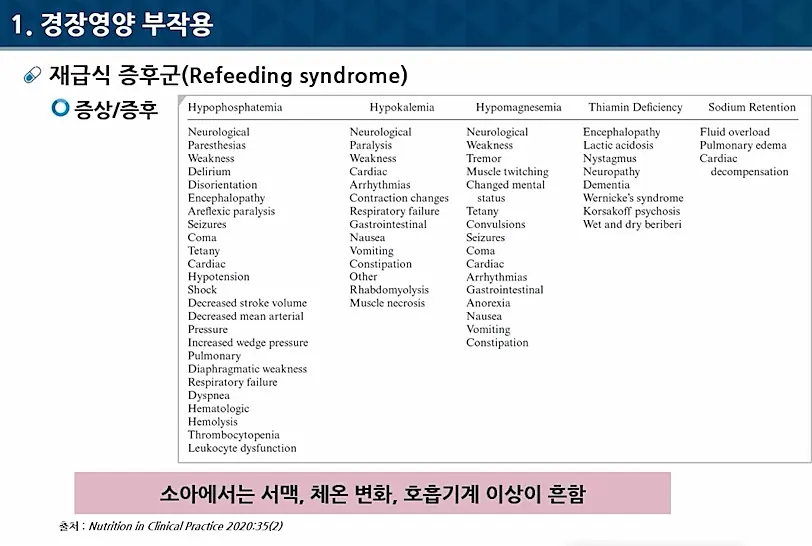 1. 경장영양 부작용
재급식 증후군(Refeeding syndrome)
증상/증후
Hypophosphatemia
Neurological
Paresthesias
Weakness
Delirium
Disorientation
Encephalopathy
Areflexic paralysis
Seizures
Coma
Tetany
Cardiac
Hypotension
Shock
Decreased stroke volume
Decreased mean arterial
Pressure
Increased wedge pressure
Pulmonary
Diaphragmatic weakness
Respiratory failure
Dyspnea
Hematologic
Hemolysis
Thrombocytopenia
Leukocyte dysfunction
Hypokalemia
Neurological
Paralysis
Weakness
Cardiac
Arrhythmias
Contraction changes
Respiratory failure
Gastrointestinal
Nausea
Vomiting
Constipation
Other
Rhabdomyolysis
Muscle necrosis
Hypomagnesemia
Neurological
Weakness
Tremor
Muscle twitching
Changed mental
status
Tetany
Convulsions
Seizures
Coma
Cardiac
Arrhythmias
Gastrointestinal
Anorexia
Nausea
Vomiting
Constipation
Thiamin Deficiency
Encephalopathy
Lactic acidosis
Nystagmus
Neuropathy
Dementia
Wernicke's syndrome
Korsakoff psychosis
Wet and dry beriberi
Sodium Retention
Fluid overload
Pulmonary edema
Cardiac
decompensation
소아에서는 서맥, 체온 변화, 호흡기계 이상이 흔함
출처 : Nutrition in Clinical Practice 2020:35(2)